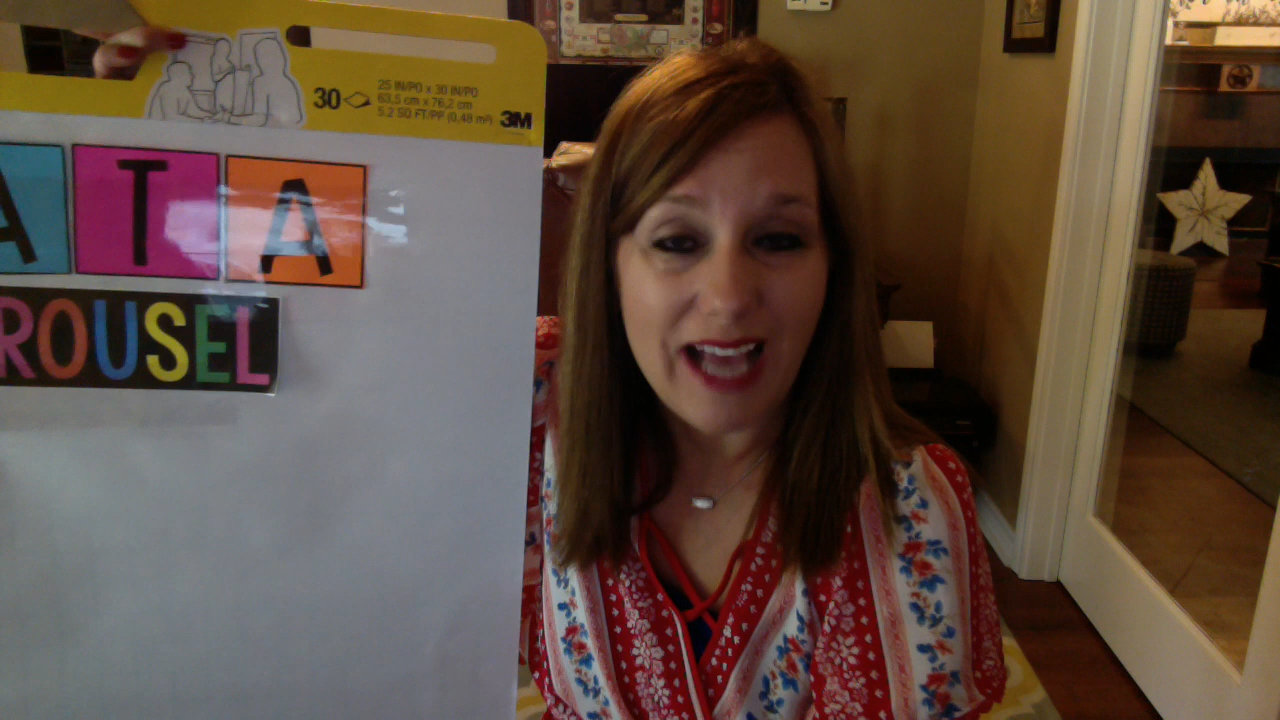 30
25 IN/PO x 30 IN/PO
63,5 cm x 76,2 cm
5.2 SQ FT/PP (0,48 m²)
3M
ATA
ROUSEL